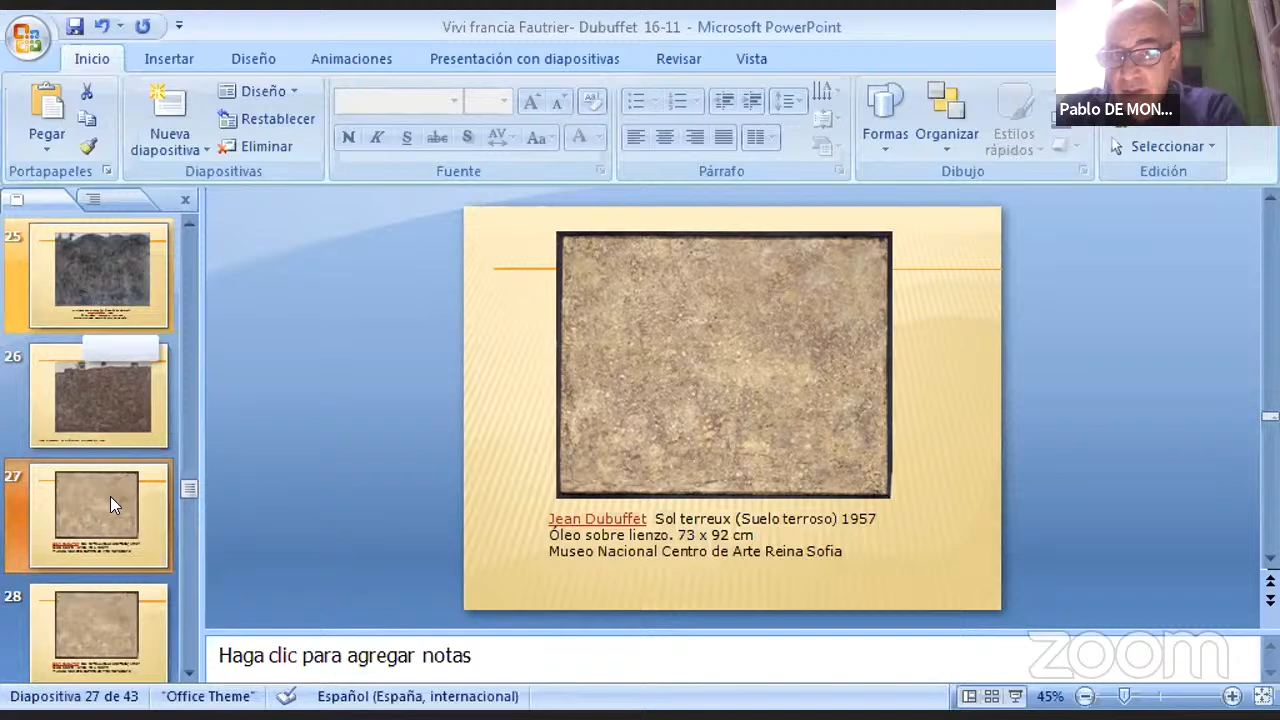 Vivi francia Fautrier- Dubuffet 16-11 - Microsoft PowerPoint
Inicio Insertar Diseño Animaciones Presentación con diapositivas Revisar Vista
Pablo DE MON...
Pegar
Portapapeles
Nueva diapositiva
Diseño
Restablecer
Eliminar
Diapositivas
N K S abc S AV Aa A
Fuente
Párrafo
Formas
Organizar
Estilos rápidos
Dibujo
Seleccionar
Edición
25
26
27
28
Jean Dubuffet Sol terreux (Suelo terroso) 1957
Óleo sobre lienzo. 73 x 92 cm
Museo Nacional Centro de Arte Reina Sofia
Haga clic para agregar notas
zoom
Diapositiva 27 de 43 "Office Theme" Español (España, internacional) 45%